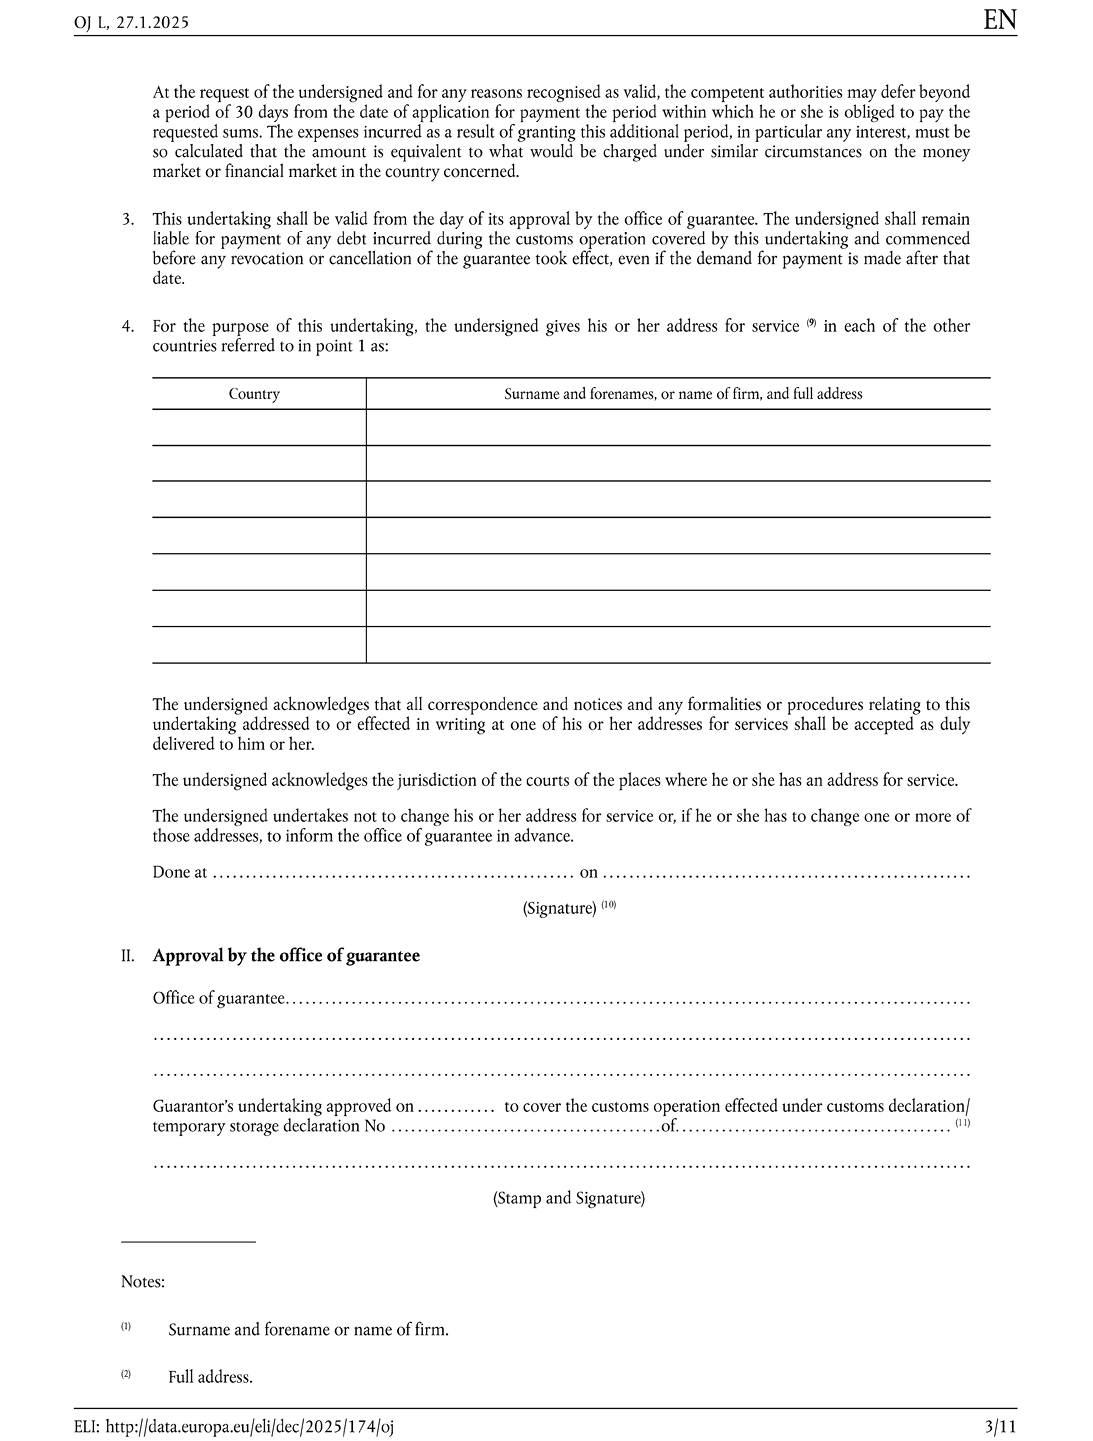 OJ L, 27.1.2025
EN
At the request of the undersigned and for any reasons recognised as valid, the competent authorities may defer beyond
a period of 30 days from the date of application for payment the period within which he or she is obliged to pay the
requested sums. The expenses incurred as a result of granting this additional period, in particular any interest, must be
so calculated that the amount is equivalent to what would be charged under similar circumstances on the money
market or financial market in the country concerned.
3. This undertaking shall be valid from the day of its approval by the office of guarantee. The undersigned shall remain
liable for payment of any debt incurred during the customs operation covered by this undertaking and commenced
before any revocation or cancellation of the guarantee took effect, even if the demand for payment is made after that
date.
4. For the purpose of this undertaking, the undersigned gives his or her address for service (9) in each of the other
countries referred to in point 1 as:
Country
Surname and forenames, or name of firm, and full address
The undersigned acknowledges that all correspondence and notices and any formalities or procedures relating to this
undertaking addressed to or effected in writing at one of his or her addresses for services shall be accepted as duly
delivered to him or her.
The undersigned acknowledges the jurisdiction of the courts of the places where he or she has an address for service.
The undersigned undertakes not to change his or her address for service or, if he or she has to change one or more of
those addresses, to inform the office of guarantee in advance.
Done at ....................................................... on ........................................................
(Signature) (10)
II. Approval by the office of guarantee
Office of guarantee........................................................................................................
............................................................................................................................
............................................................................................................................
Guarantor's undertaking approved on ............ to cover the customs operation effected under customs declaration/
temporary storage declaration No .........................................of.......................................... (11)
............................................................................................................................
(Stamp and Signature)
Notes:
(1) Surname and forename or name of firm.
(2) Full address.
ELI: http://data.europa.eu/eli/dec/2025/174/oj
3/11